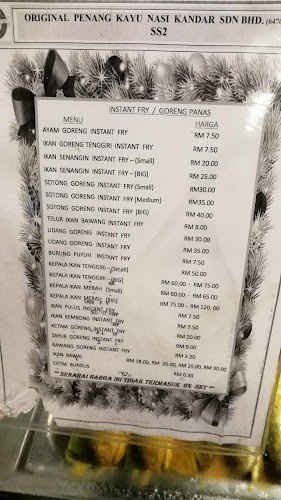 ORIGINAL PENANG KAYU NASI KANDAR SDN BHD.
SS2
INSTANT FRY / GORENG PANAS
MENU HARGA
AYAM GORENG INSTANT FRY RM 7.50
IKAN GORENG TENGGIRI INSTANT FRY RM 7.50
IKAN SENANGIN INSTANT FRY – (Small) RM 20.00
IKAN SENANGIN INSTANT FRY – (BIG) RM 25.00
SOTONG GORENG INSTANT FRY (Small) RM30.00
SOTONG GORENG INSTANT FRY (Medium) RM35.00
SOTONG GORENG INSTANT FRY (BIG) RM 40.00
TELUR IKAN BAWANG INSTANT FRY RM 8.00
UDANG GORENG INSTANT FRY RM 30.00
UDANG GORENG INSTANT FRY RM 35.00
BURUNG PUYUH INSTANT FRY RM 7.50
KEPALA IKAN TENGGIRI – (Small) RM 50.00
KEPALA IKAN TENGGIRI – (BIG) RM 60.00 - RM 75.00
KEPALA IKAN MERAH (Small) RM 60.00 - RM 65.00
KEPALA IKAN MERAH (BIG) RM 75.00 - RM 120.00
IKAN PULUS INSTANT FRY RM 7.50
IKAN KEMBONG INSTANT FRY RM 7.50
KETAM GORENG INSTANT FRY RM 20.00
SAYUR GORENG INSTANT FRY RM 8.00
BAWANG GORENG INSTANT FRY RM 3.20
IKAN BAWAL RM 18.00, RM 20.00, RM 25.00, RM 30.00
EXTRA BUNGUS RM 0.30
** SEKARAI HARGA INI TIDAK TERMASUK 6% SST **